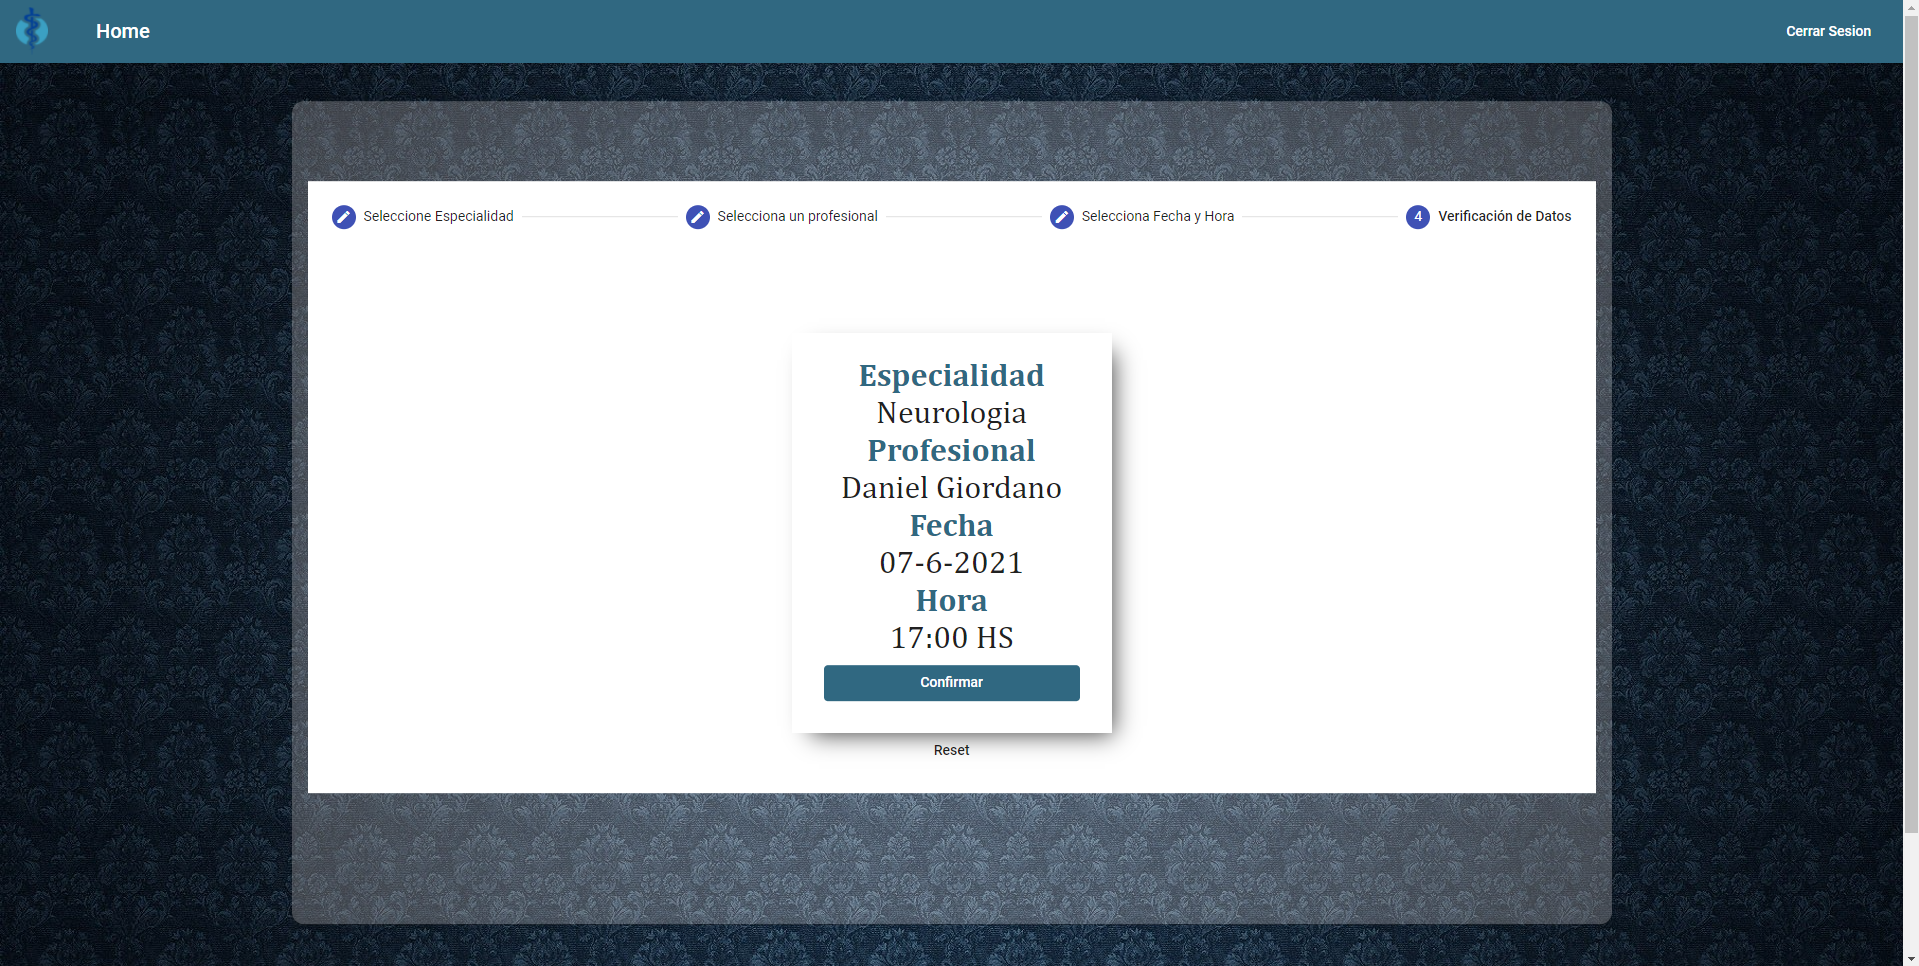 Home
Cerrar Sesion
Seleccione Especialidad
Selecciona un profesional
Selecciona Fecha y Hora
4 Verificación de Datos
Especialidad
Neurologia
Profesional
Daniel Giordano
Fecha
07-6-2021
Hora
17:00 HS
Confirmar
Reset